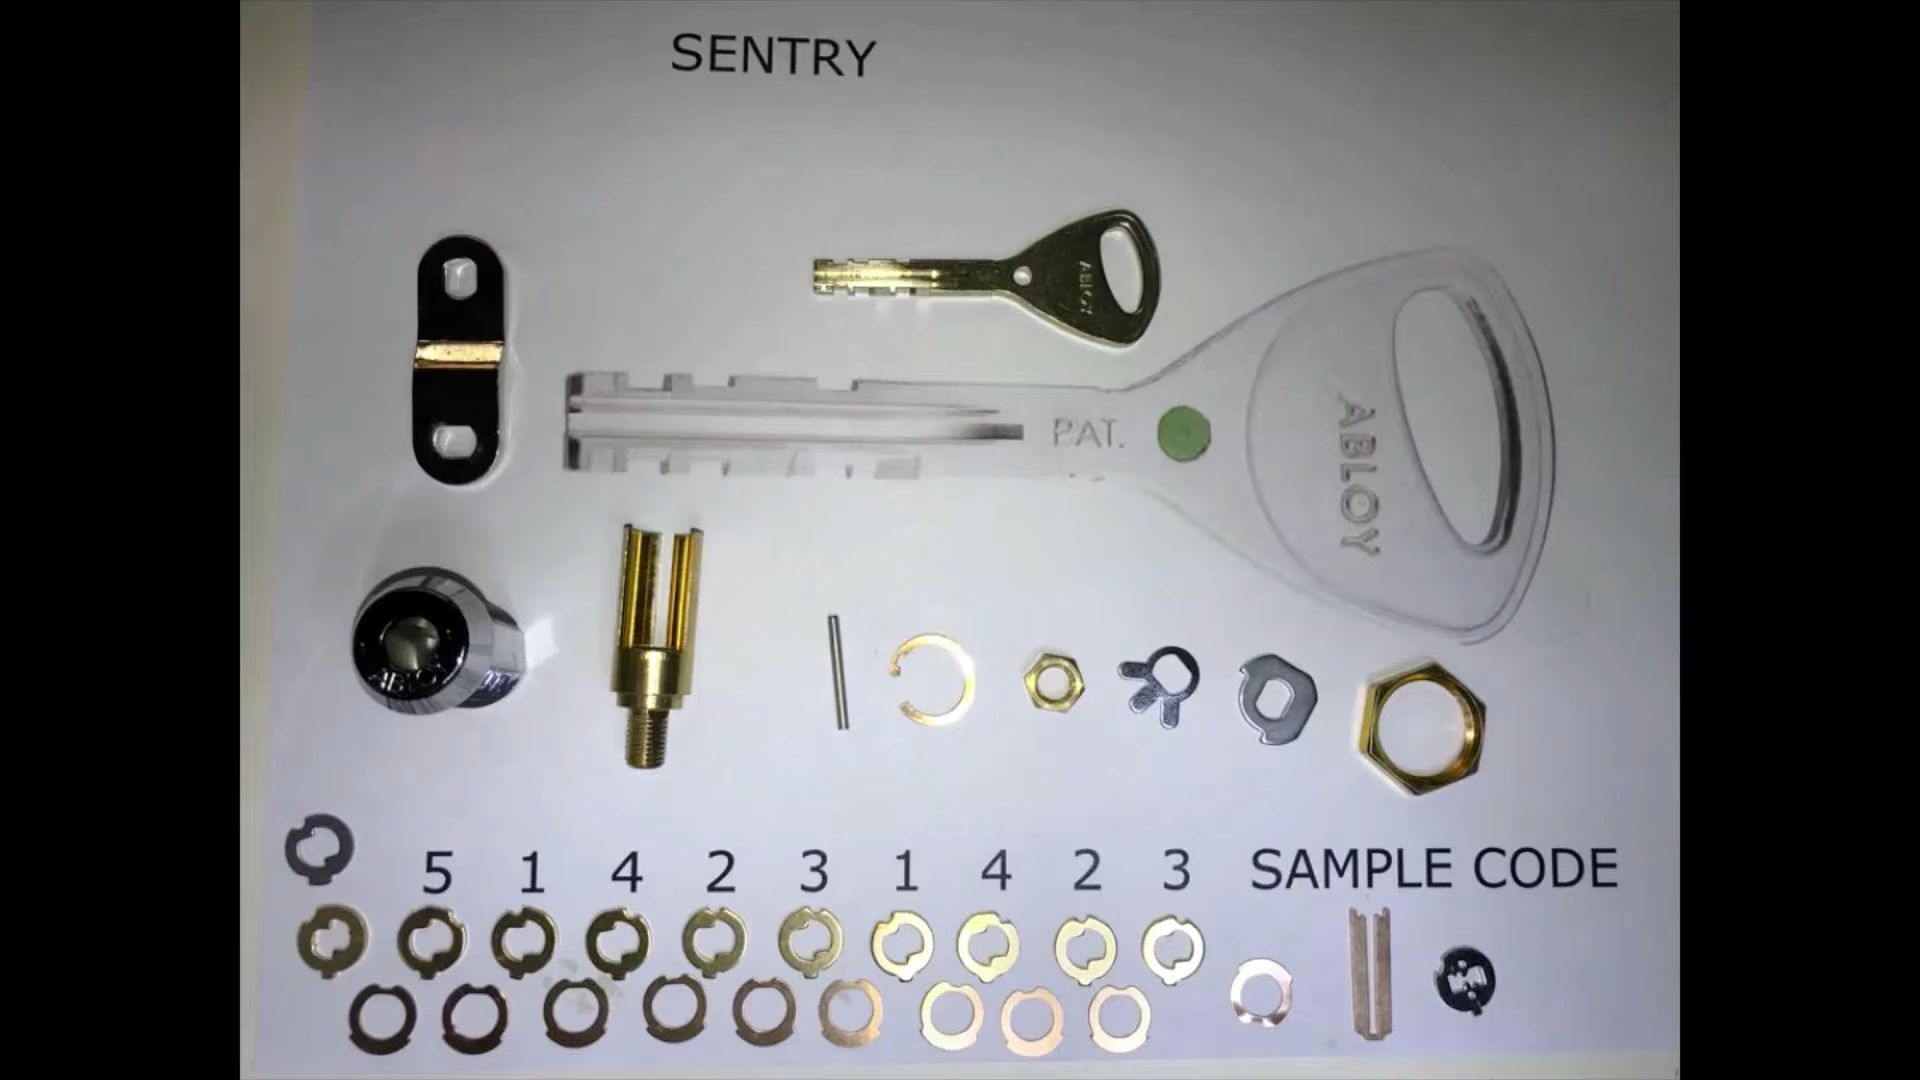 SENTRY
ABLOY
PAT.
ABLOY
ABLOY
5 1 4 2 3 1 4 2 3 SAMPLE CODE